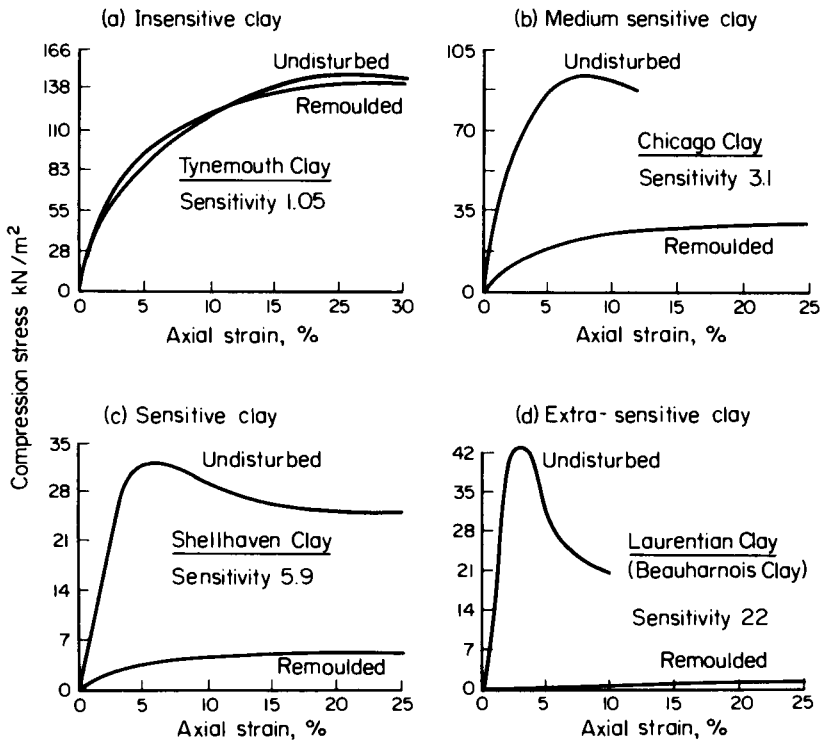 Compression stress kN/m²
(a) Insensitive clay
166
138
110
83
55
28
0
Undisturbed
Remoulded
Tynemouth Clay
Sensitivity 1.05
0 5 10 15 25 30
Axial strain, %
(b) Medium sensitive clay
105
70
35
0
Undisturbed
Chicago Clay
Sensitivity 3.1
Remoulded
0 5 10 15 20 25
Axial strain, %
(c) Sensitive clay
35
28
21
14
7
0
Undisturbed
Shellhaven Clay
Sensitivity 5.9
Remoulded
0 5 10 15 20 25
Axial strain, %
(d) Extra-sensitive clay
42
35
28
21
14
7
0
Undisturbed
Laurentian Clay
(Beauharnois Clay)
Sensitivity 22
Remoulded
0 5 10 15 20 25
Axial strain, %